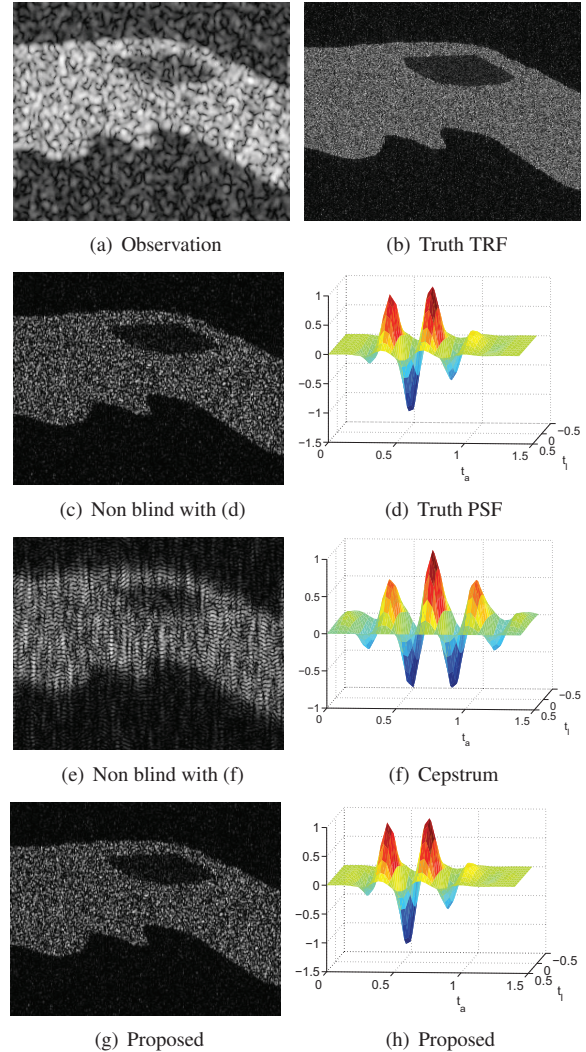 (a) Observation
(b) Truth TRF
1
0.5
0
−0.5
−1
−1.5
0
0.5
1
1.5
−0.5
0
0.5
t_a
t_l
(c) Non blind with (d)
(d) Truth PSF
1
0.5
0
−0.5
−1
0
0.5
1
1.5
−0.5
0
0.5
t_a
t_l
(e) Non blind with (f)
(f) Cepstrum
1
0.5
0
−0.5
−1
−1.5
0
0.5
1
1.5
−0.5
0
0.5
t_a
t_l
(g) Proposed
(h) Proposed